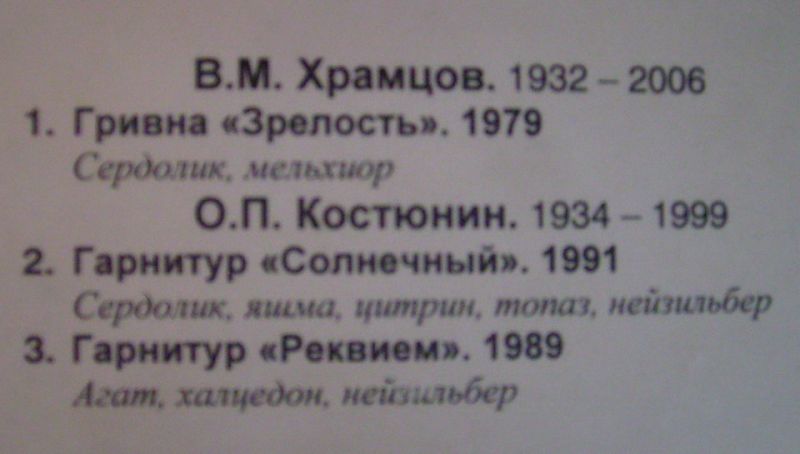 В.М. Храмцов. 1932 – 2006
1. Гривна «Зрелость». 1979
Сердолик, мельхиор
О.П. Костюнин. 1934 – 1999
2. Гарнитур «Солнечный». 1991
Сердолик, яшма, цитрин, топаз, нейзильбер
3. Гарнитур «Реквием». 1989
Агат, халцедон, нейзильбер